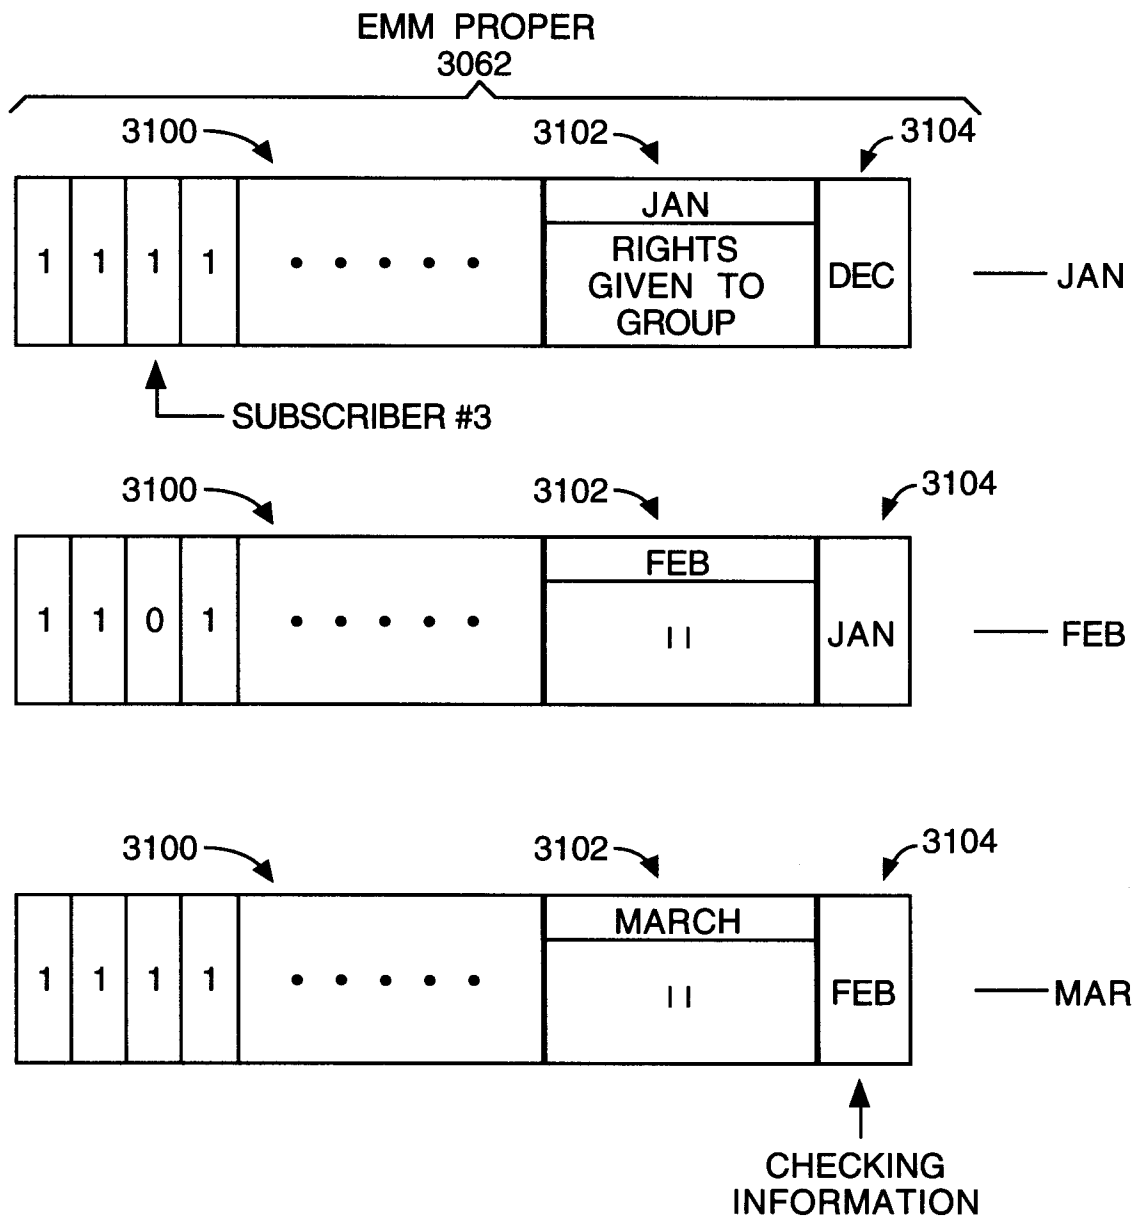 EMM PROPER
3062
3100 3102 3104
1 1 1 1 • • • • • JAN
RIGHTS
GIVEN TO
GROUP
DEC JAN
SUBSCRIBER #3
3100 3102 3104
1 1 0 1 • • • • • FEB
II JAN FEB
3100 3102 3104
1 1 1 1 • • • • • MARCH
II FEB MAR
CHECKING
INFORMATION